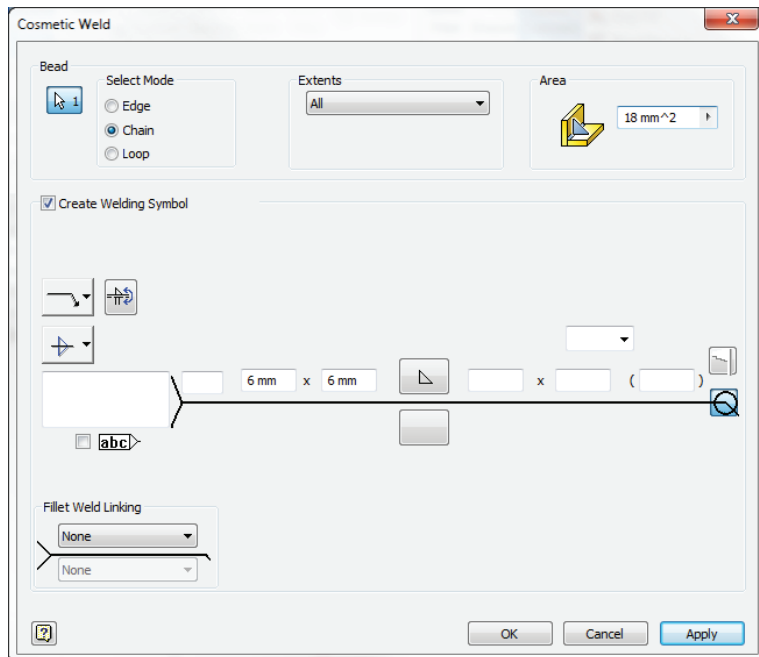 Cosmetic Weld
Bead
Select Mode
Extents
Area
1
Edge
All
18 mm^2
Chain
Loop
Create Welding Symbol
6 mm x 6 mm
x
( )
abc
Fillet Weld Linking
None
None
?
OK
Cancel
Apply